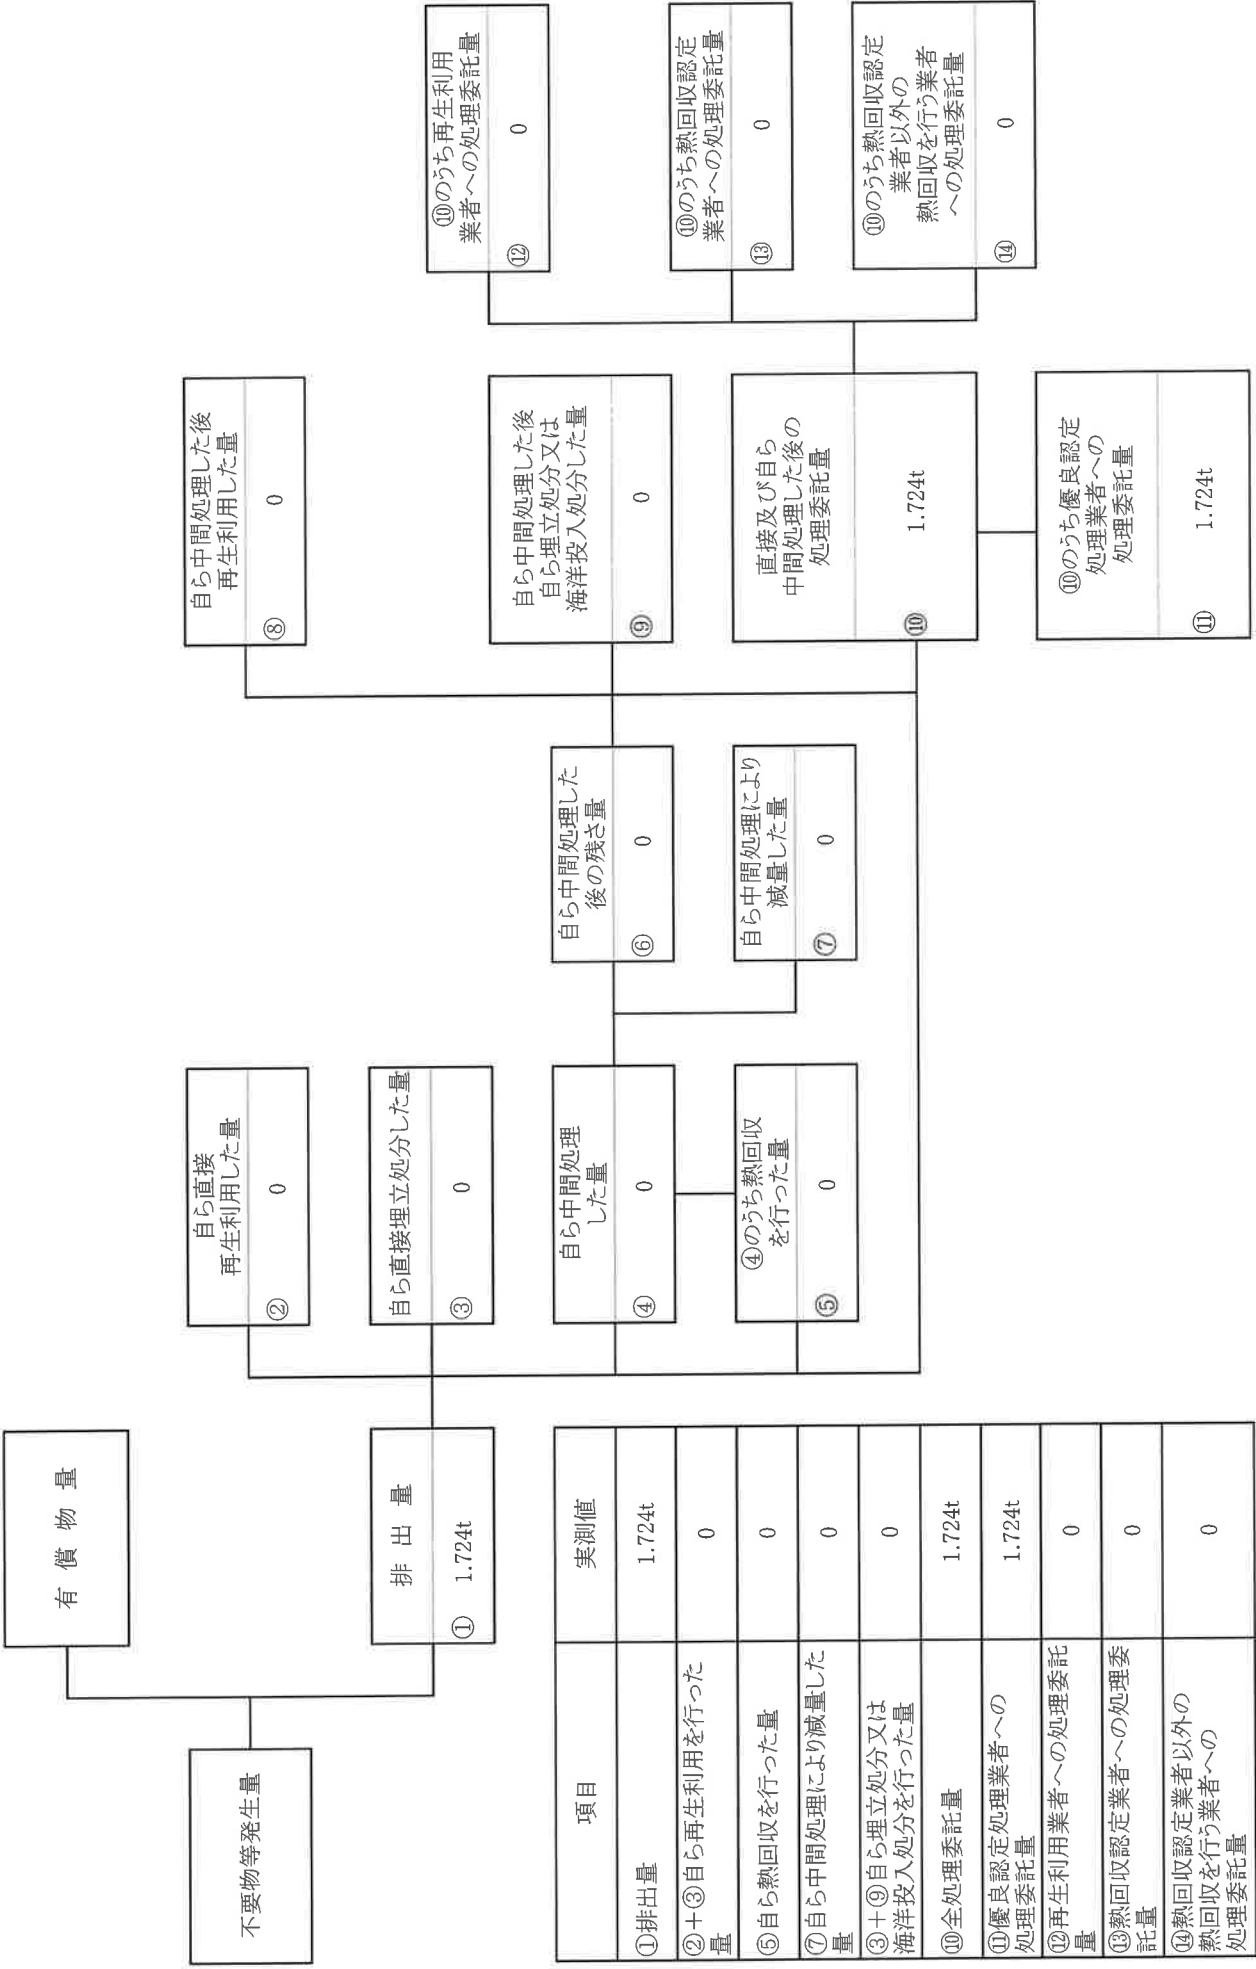 不要物等発生量
有 償 物 量
排 出 量
① 1.724t
自ら直接
再生利用した量
② 0
自ら直接埋立処分した量
③ 0
自ら中間処理
した量
④ 0
④のうち熱回収
を行った量
⑤ 0
自ら中間処理した
後の残さ量
⑥ 0
自ら中間処理により
減量した量
⑦ 0
自ら中間処理した後
再生利用した量
⑧ 0
自ら中間処理した後
自ら埋立処分又は
海洋投入処分した量
⑨ 0
直接及び自ら
中間処理した後の
処理委託量
⑩ 1.724t
⑩のうち優良認定
処理業者への
処理委託量
⑪ 1.724t
⑩のうち再生利用
業者への処理委託量
⑫ 0
⑩のうち熱回収認定
業者への処理委託量
⑬ 0
⑩のうち熱回収認定
業者以外の
熱回収を行う業者
への処理委託量
⑭ 0
項目 実測値
①排出量 1.724t
②+③自ら再生利用を行った
量 0
⑤自ら熱回収を行った量 0
⑦自ら中間処理により減量した
量 0
③+⑨自ら埋立処分又は
海洋投入処分を行った量 0
⑩全処理委託量 1.724t
⑪優良認定処理業者への
処理委託量 1.724t
⑫再生利用業者への処理委託
量 0
⑬熱回収認定業者への処理委
託量 0
⑭熱回収認定業者以外の
熱回収を行う業者への
処理委託量 0